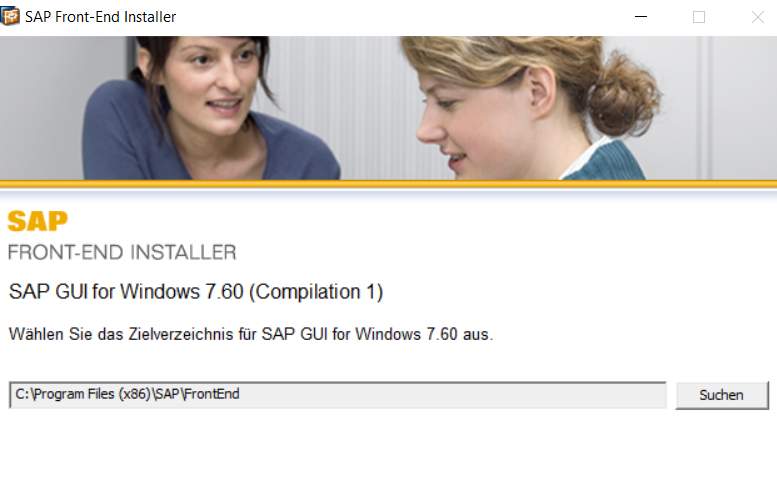 SAP Front-End Installer
SAP
FRONT-END INSTALLER
SAP GUI for Windows 7.60 (Compilation 1)
Wählen Sie das Zielverzeichnis für SAP GUI for Windows 7.60 aus.
C:\Program Files (x86)\SAP\FrontEnd
Suchen